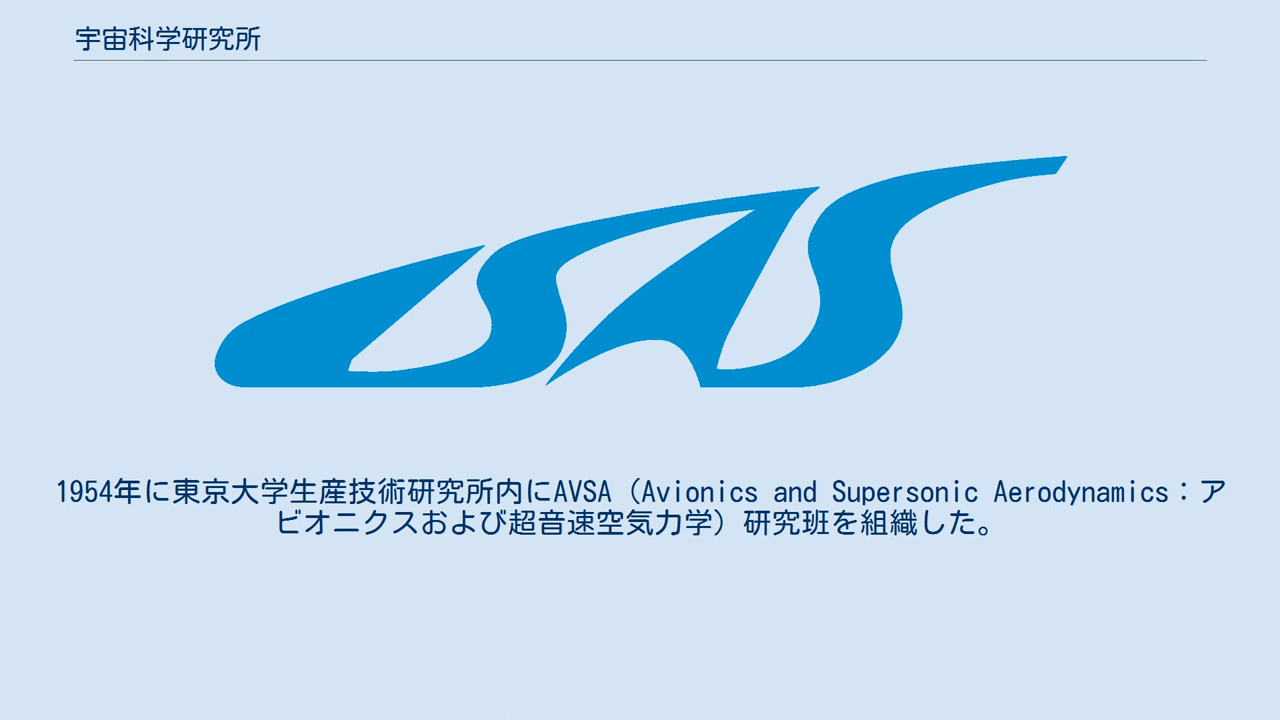 宇宙科学研究所
ISAS
1954年に東京大学生産技術研究所内にAVSA（Avionics and Supersonic Aerodynamics：ア
ビオニクスおよび超音速空気力学）研究班を組織した。